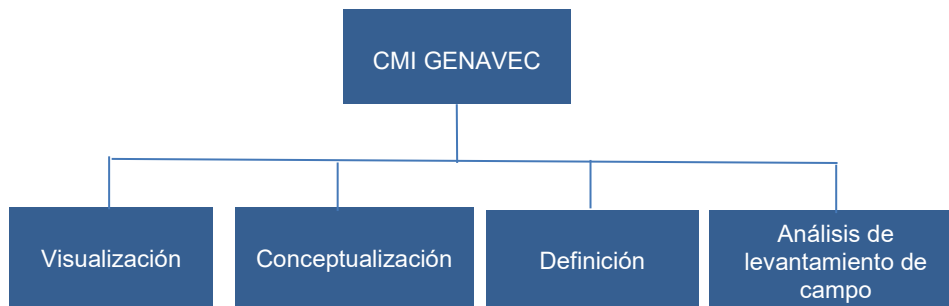 CMI GENAVEC
Visualización
Conceptualización
Definición
Análisis de
levantamiento de
campo